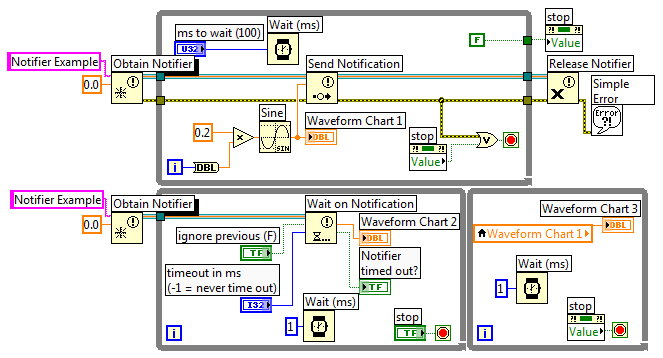 ms to wait (100)
Wait (ms)
U32
stop
F
Value
Notifier Example
Obtain Notifier
Send Notification
Release Notifier
0.0
Simple
Error
Error
?!
Sine
0.2
SIN
Waveform Chart 1
DBL
stop
?! ?!
Value
i
DBL
Notifier Example
Obtain Notifier
Wait on Notification
Waveform Chart 3
0.0
Waveform Chart 2
DBL
DBL
Waveform Chart 1
ignore previous (F)
TF
Notifier
timed out?
TF
timeout in ms
(-1 = never time out)
I32
Wait (ms)
1
Wait (ms)
1
stop
TF
stop
?! ?!
Value
i
i